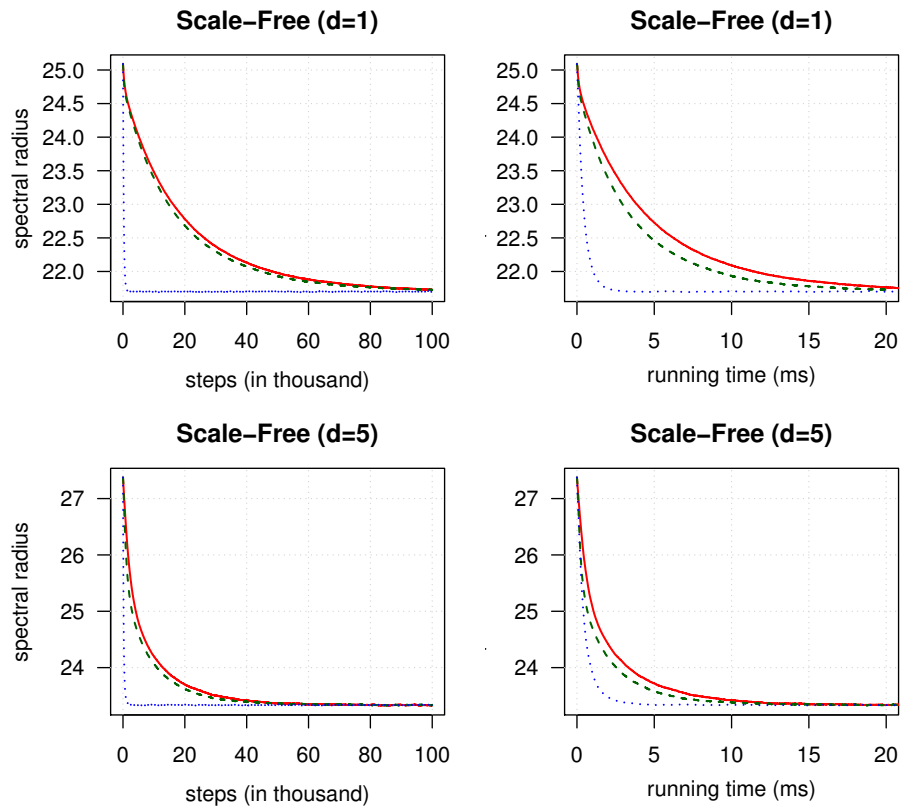 Scale−Free (d=1)
spectral radius
25.0
24.5
24.0
23.5
23.0
22.5
22.0
0 20 40 60 80 100
steps (in thousand)
Scale−Free (d=1)
25.0
24.5
24.0
23.5
23.0
22.5
22.0
0 5 10 15 20
running time (ms)
Scale−Free (d=5)
spectral radius
27
26
25
24
0 20 40 60 80 100
steps (in thousand)
Scale−Free (d=5)
27
26
25
24
0 5 10 15 20
running time (ms)